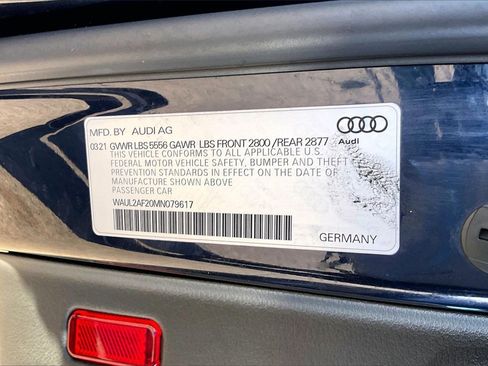 MFD. BY AUDI AG
0321 GVWR LBS 5556 GAWR LBS FRONT 2800 / REAR 2877
THIS VEHICLE CONFORMS TO ALL APPLICABLE U.S.
FEDERAL MOTOR VEHICLE SAFETY, BUMPER AND THEFT
PREVENTION STANDARDS IN EFFECT ON THE DATE OF
MANUFACTURE SHOWN ABOVE.
PASSENGER CAR
WAUL2AF20MN079617
Audi
GERMANY